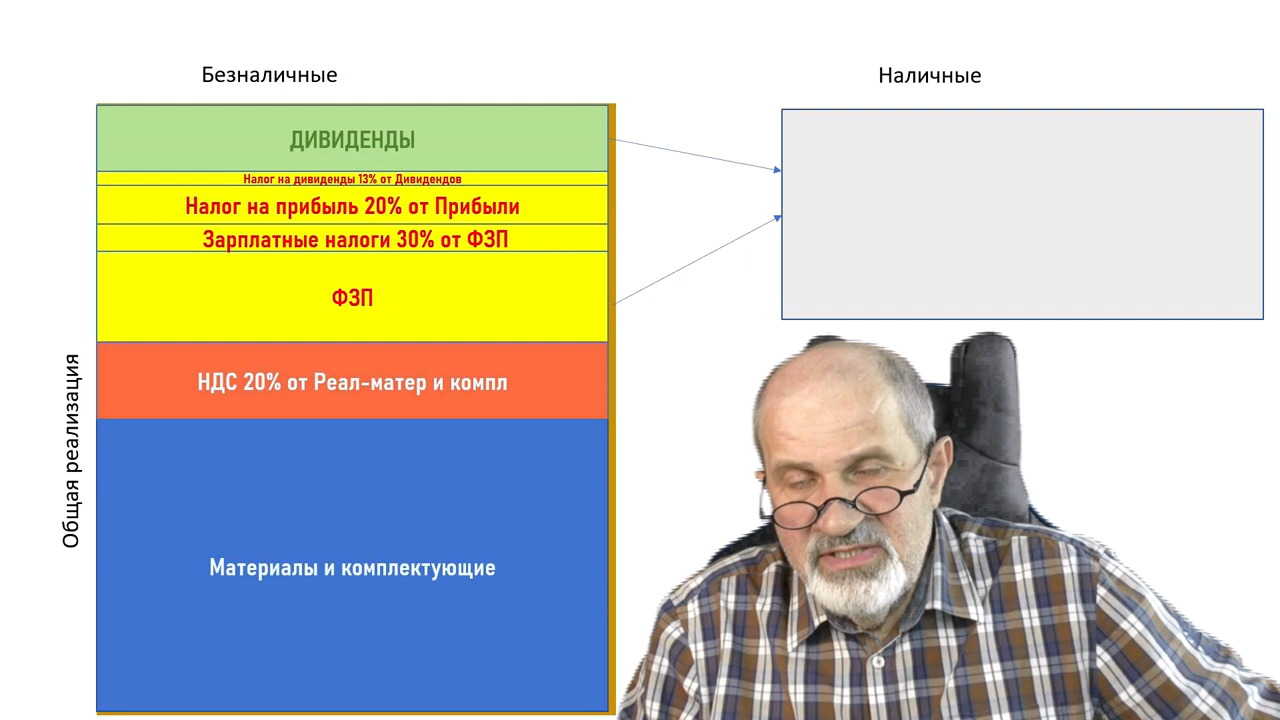 Безналичные
Наличные
ДИВИДЕНДЫ
Налог на дивиденды 13% от Дивидендов
Налог на прибыль 20% от Прибыли
Зарплатные налоги 30% от ФЗП
ФЗП
НДС 20% от Реал-матер и компл
Материалы и комплектующие
Общая реализация